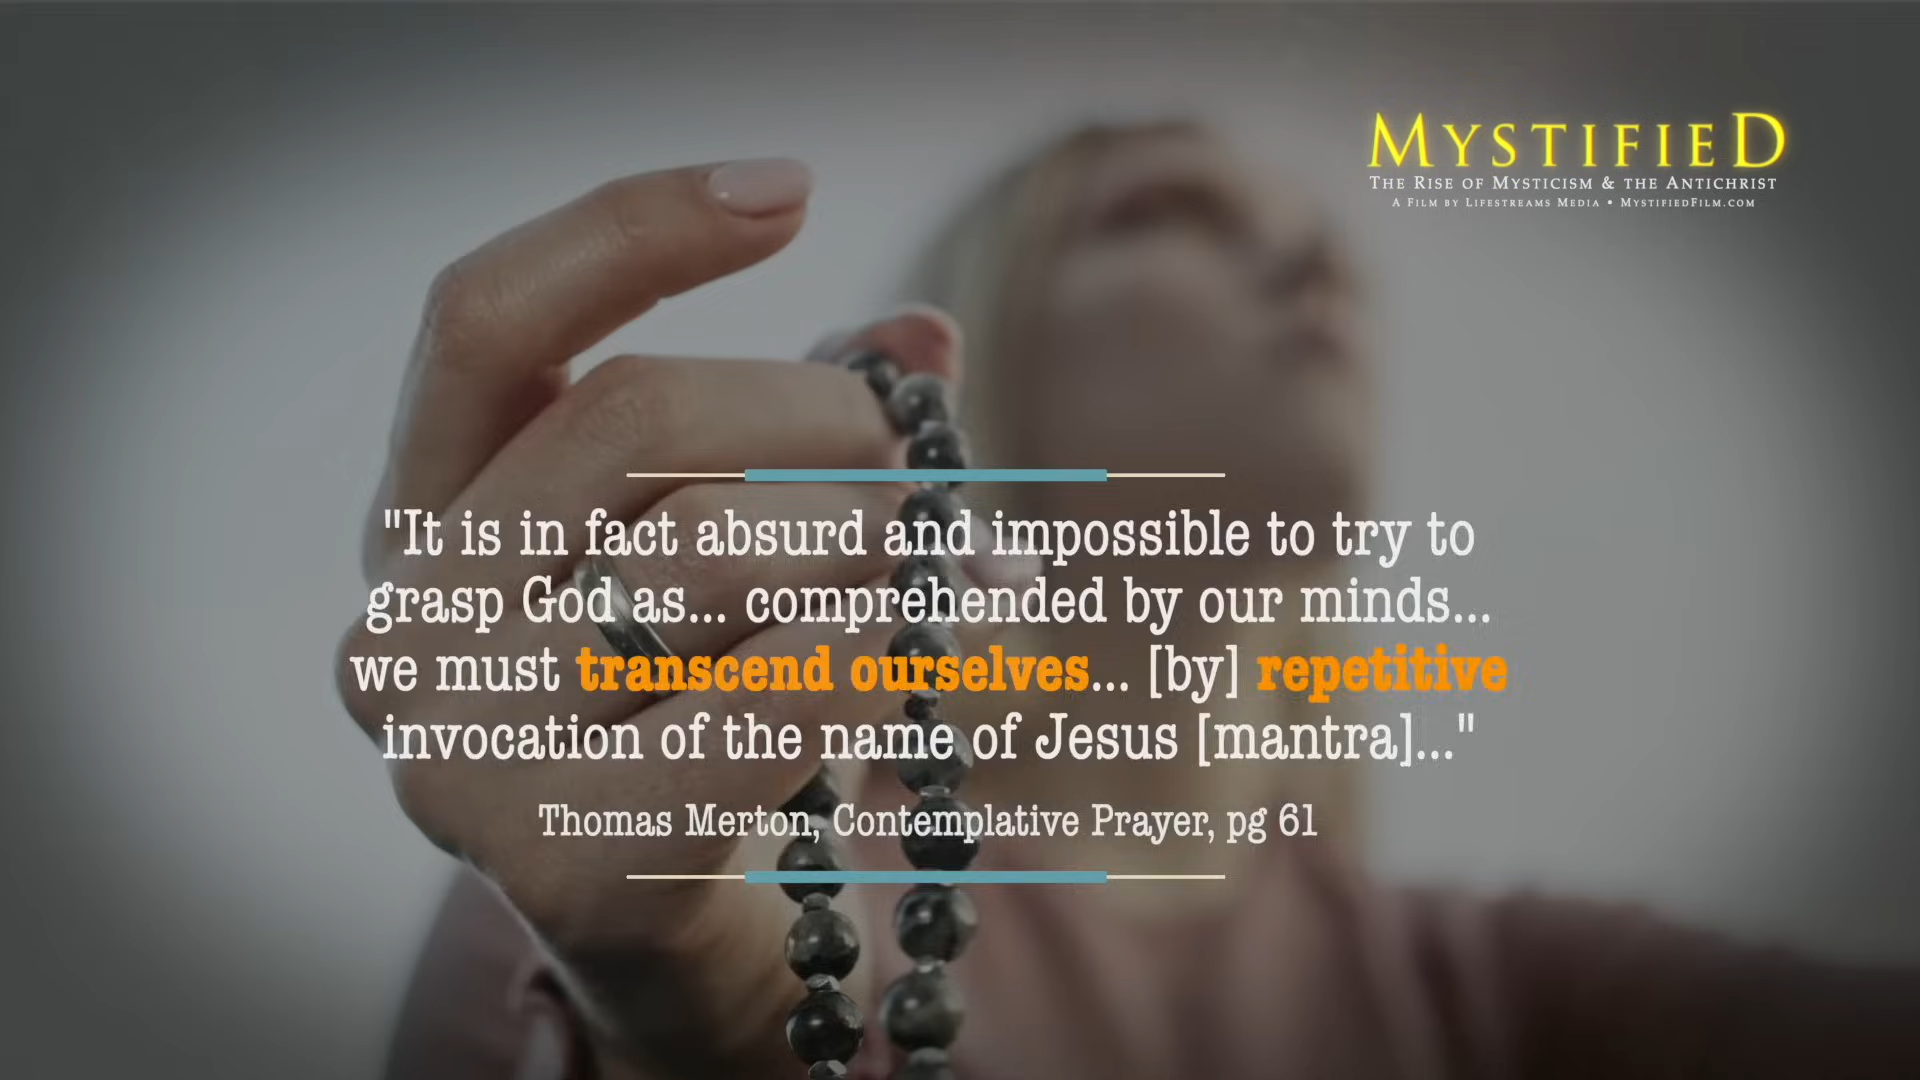 MYSTIFIED
THE RISE OF MYSTICISM & THE ANTICHRIST
A FILM BY LIFESTREAMS MEDIA • MYSTIFIEDFILM.COM
"It is in fact absurd and impossible to try to
grasp God as... comprehended by our minds...
we must transcend ourselves... [by] repetitive
invocation of the name of Jesus [mantra]..."
Thomas Merton, Contemplative Prayer, pg 61